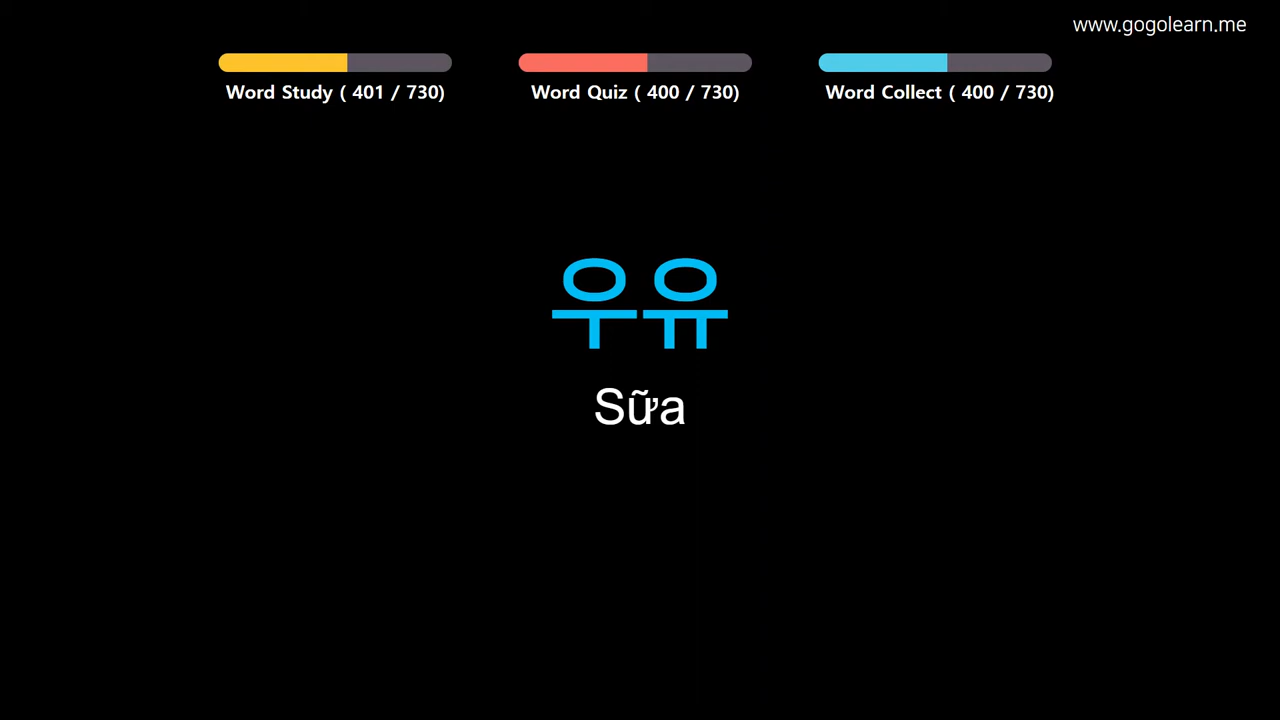 www.gogolearn.me
Word Study ( 401 / 730)
Word Quiz ( 400 / 730)
Word Collect ( 400 / 730)
우유
Sữa